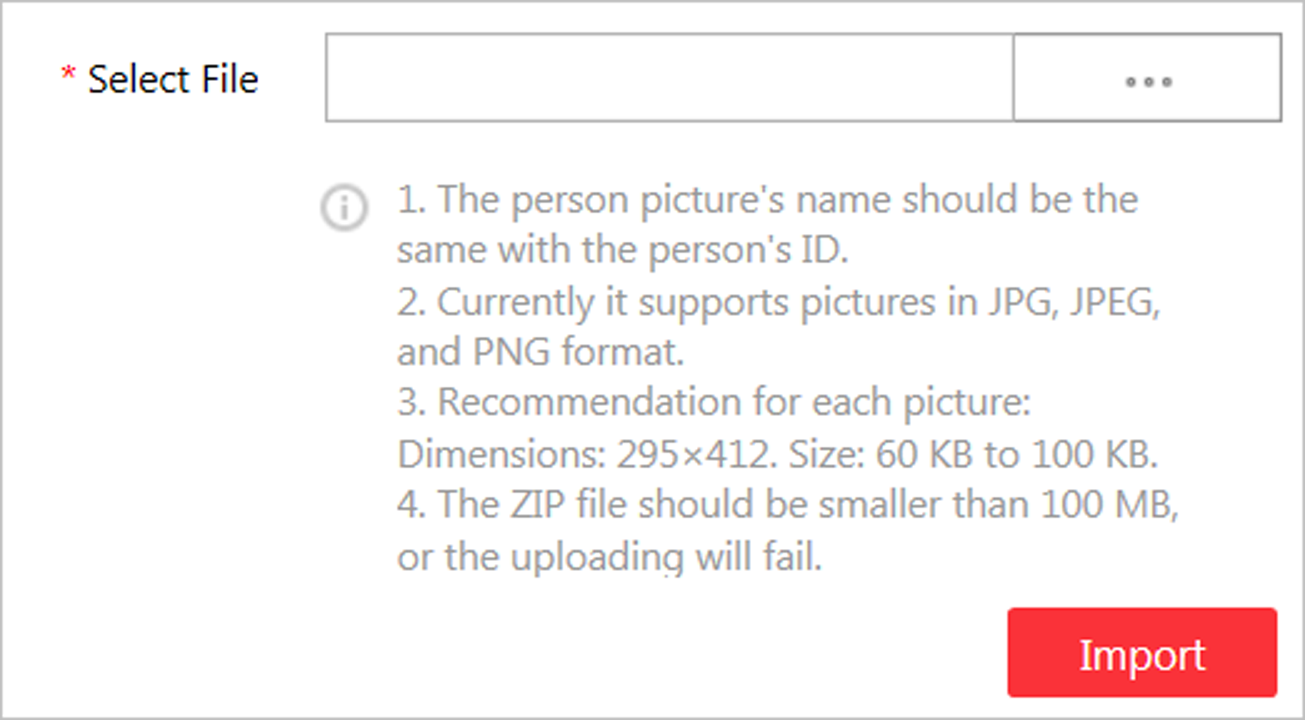 * Select File
...
1. The person picture's name should be the
same with the person's ID.
2. Currently it supports pictures in JPG, JPEG,
and PNG format.
3. Recommendation for each picture:
Dimensions: 295×412. Size: 60 KB to 100 KB.
4. The ZIP file should be smaller than 100 MB,
or the uploading will fail.
Import